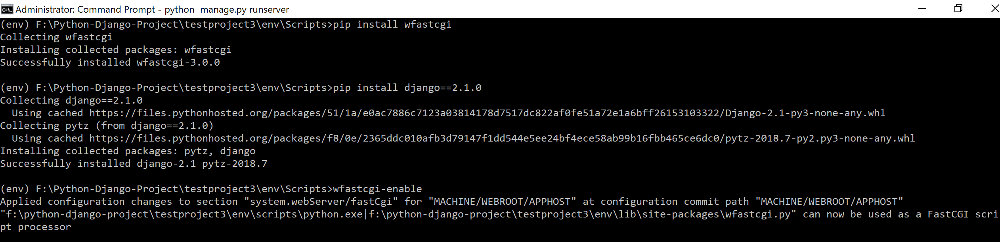 Administrator: Command Prompt - python  manage.py runserver
(env) F:\Python-Django-Project\testproject3\env\Scripts>pip install wfastcgi
Collecting wfastcgi
Installing collected packages: wfastcgi
Successfully installed wfastcgi-3.0.0
(env) F:\Python-Django-Project\testproject3\env\Scripts>pip install django==2.1.0
Collecting django==2.1.0
  Using cached https://files.pythonhosted.org/packages/51/1a/e0ac7886c7123a03814178d7517dc822af0fe51a72e1a6bff26153103322/Django-2.1-py3-none-any.whl
Collecting pytz (from django==2.1.0)
  Using cached https://files.pythonhosted.org/packages/f8/0e/2365ddc010afb3d79147f1dd544e5ee24bf4ece58ab99b16fbb465ce6dc0/pytz-2018.7-py2.py3-none-any.whl
Installing collected packages: pytz, django
Successfully installed django-2.1 pytz-2018.7
(env) F:\Python-Django-Project\testproject3\env\Scripts>wfastcgi-enable
Applied configuration changes to section "system.webServer/fastCgi" for "MACHINE/WEBROOT/APPHOST" at configuration commit path "MACHINE/WEBROOT/APPHOST"
"f:\python-django-project\testproject3\env\scripts\python.exe|f:\python-django-project\testproject3\env\lib\site-packages\wfastcgi.py" can now be used as a FastCGI scri
pt processor